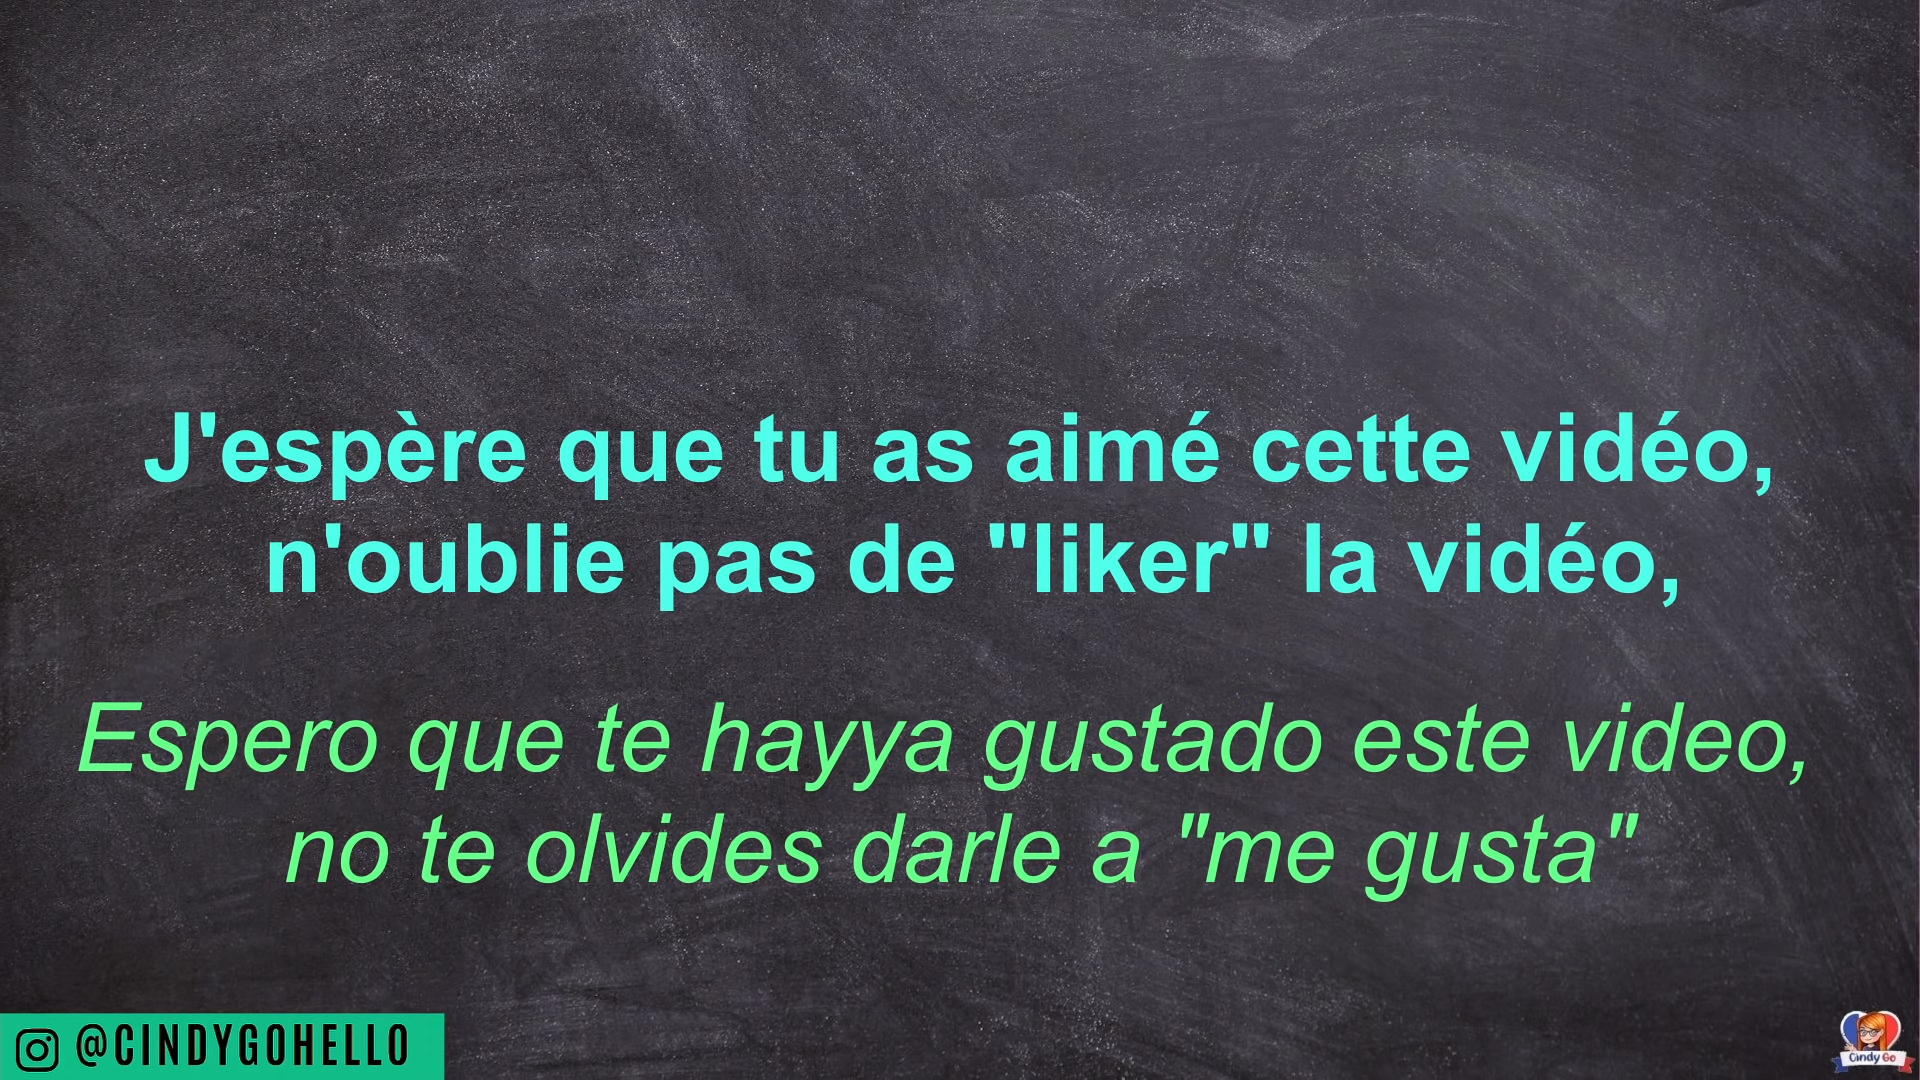 J'espère que tu as aimé cette vidéo,
n'oublie pas de "liker" la vidéo,
Espero que te hayya gustado este video,
no te olvides darle a "me gusta"
@CINDYGOHELLO
Cindy Go